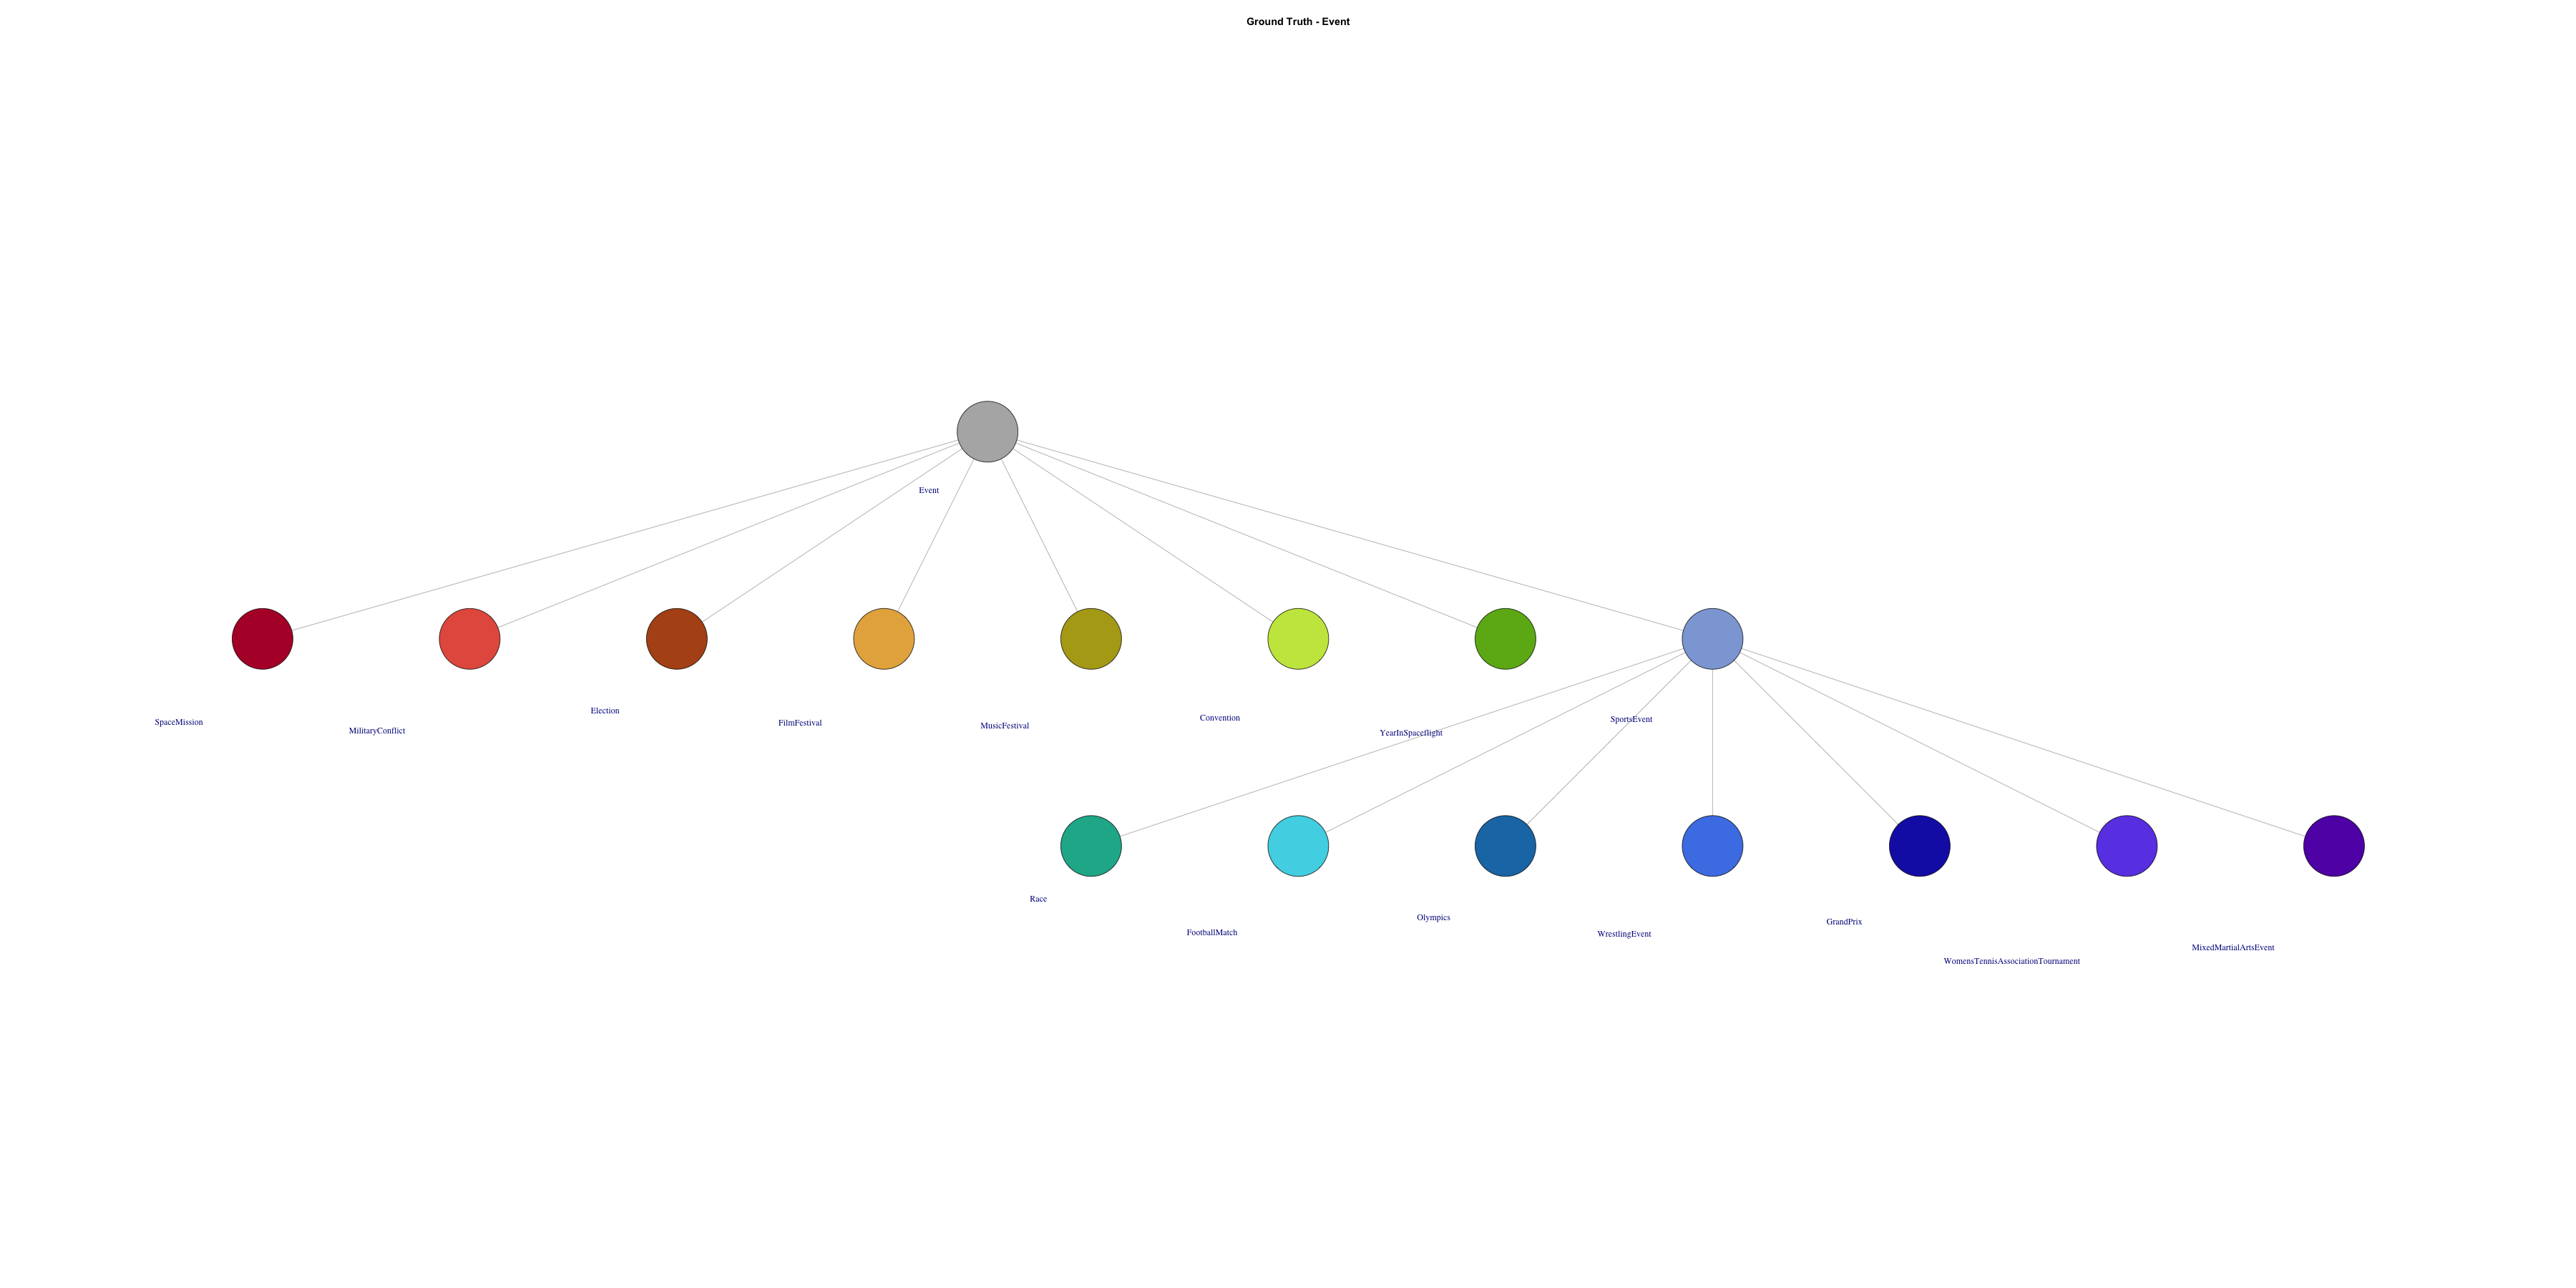 Ground Truth - Event
Event
SpaceMission
MilitaryConflict
Election
FilmFestival
MusicFestival
Convention
YearInSpaceflight
SportsEvent
Race
FootballMatch
Olympics
WrestlingEvent
GrandPrix
WomensTennisAssociationTournament
MixedMartialArtsEvent